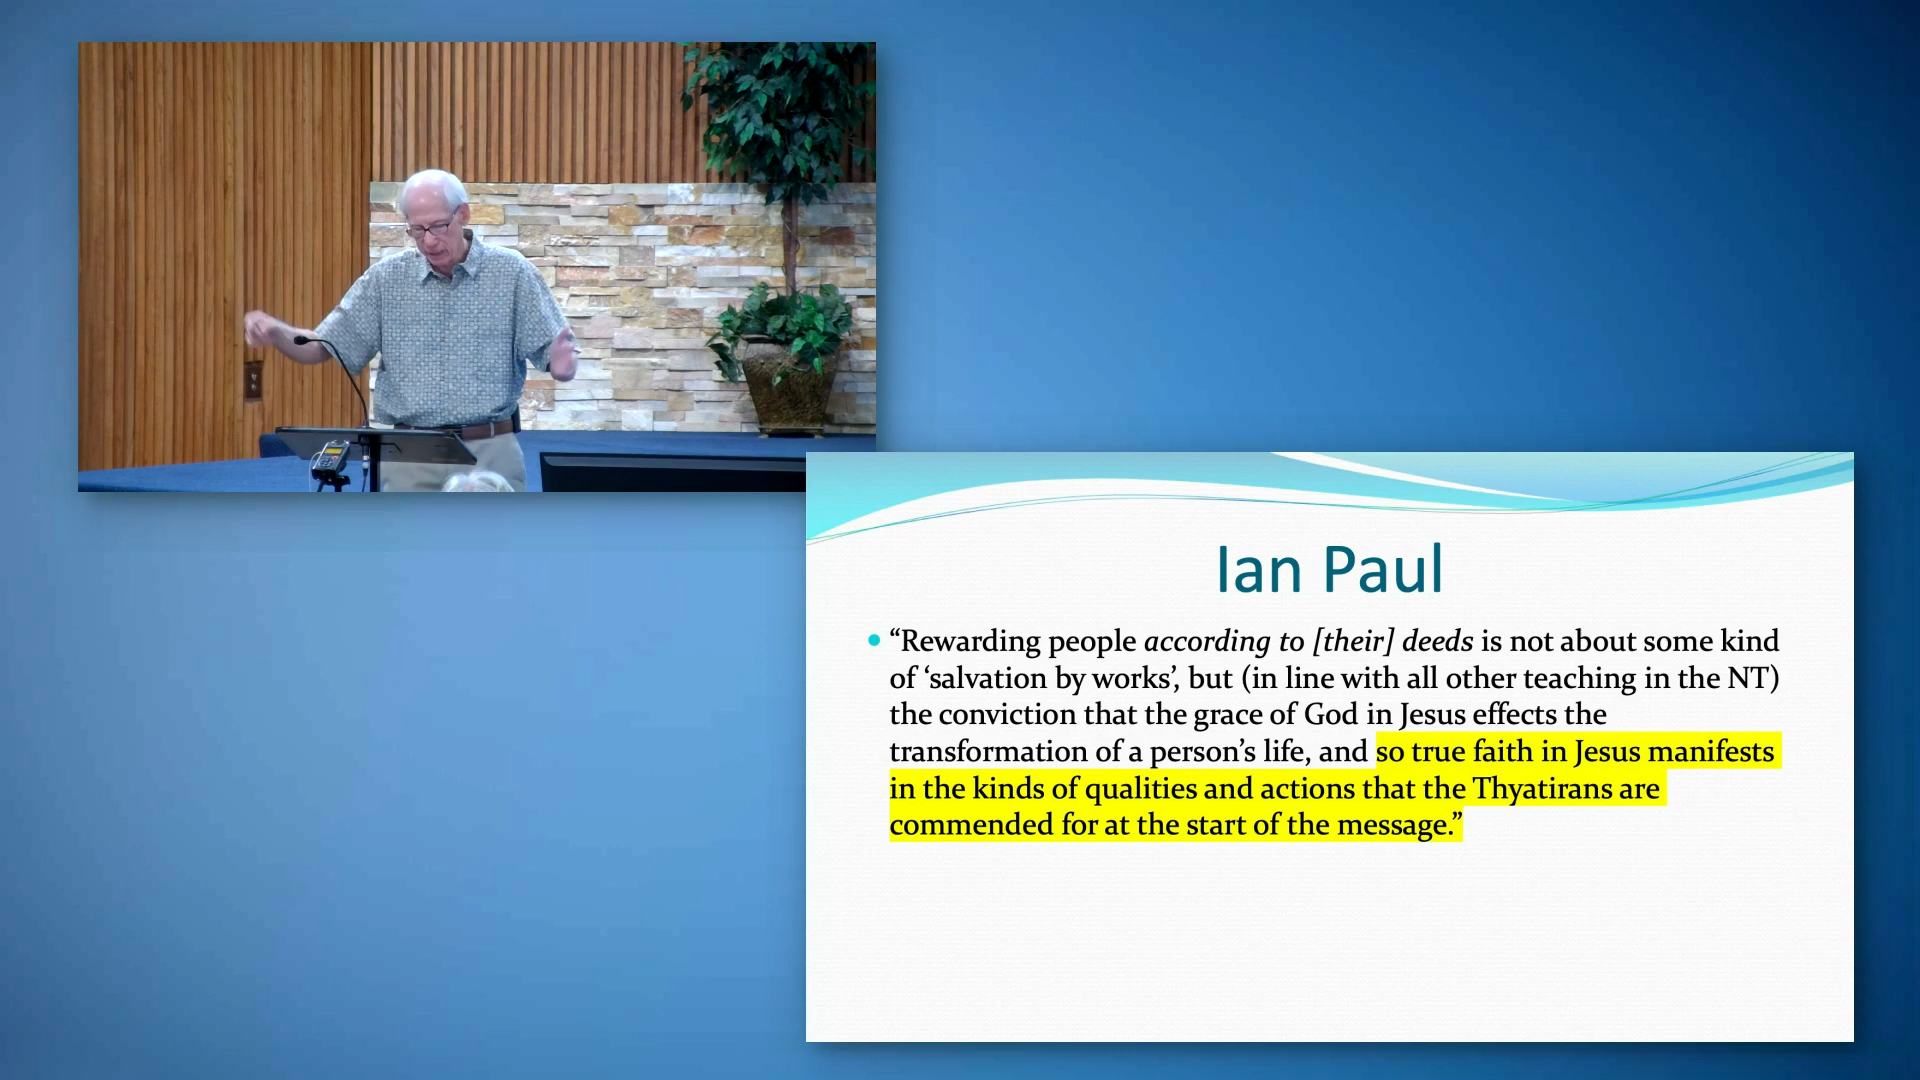 Ian Paul
“Rewarding people according to [their] deeds is not about some kind
of ‘salvation by works’, but (in line with all other teaching in the NT)
the conviction that the grace of God in Jesus effects the
transformation of a person’s life, and so true faith in Jesus manifests
in the kinds of qualities and actions that the Thyatirans are
commended for at the start of the message.”